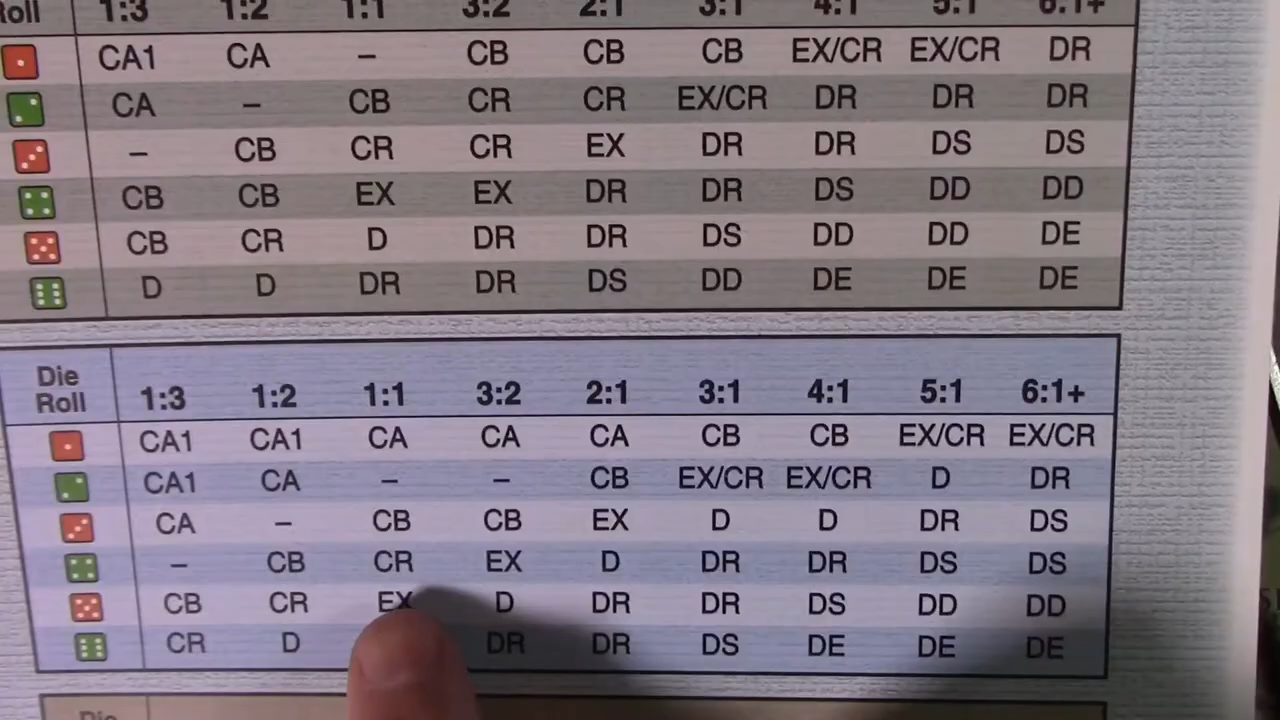 Roll 1:3 1:2 1:1 3:2 2:1 3:1 4:1 5:1 6:1+
CA1 CA – CB CB CB EX/CR EX/CR DR
CA – CB CR CR EX/CR DR DR DR
– CB CR CR EX DR DR DS DS
CB CB EX EX DR DR DS DD DD
CB CR D DR DR DS DD DD DE
D D DR DR DS DD DE DE DE
Die
Roll 1:3 1:2 1:1 3:2 2:1 3:1 4:1 5:1 6:1+
CA1 CA1 CA CA CA CB CB EX/CR EX/CR
CA1 CA – – CB EX/CR EX/CR D DR
CA – CB CB EX D D DR DS
– CB CR EX D DR DR DS DS
CB CR EX D DR DR DS DD DD
CR D DR DR DS DE DE DE
Die